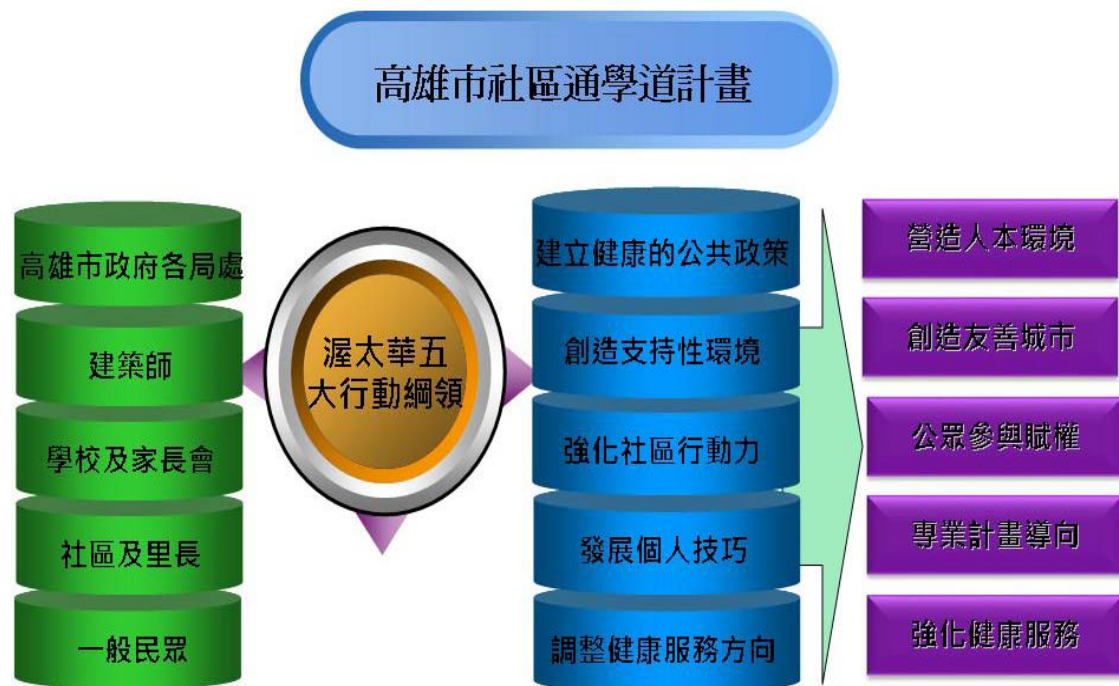 高雄市社區通學道計畫
高雄市政府各局處
建築師
學校及家長會
社區及里長
一般民眾
渥太華五
大行動綱領
建立健康的公共政策
創造支持性環境
強化社區行動力
發展個人技巧
調整健康服務方向
營造人本環境
創造友善城市
公眾參與賦權
專業計畫導向
強化健康服務